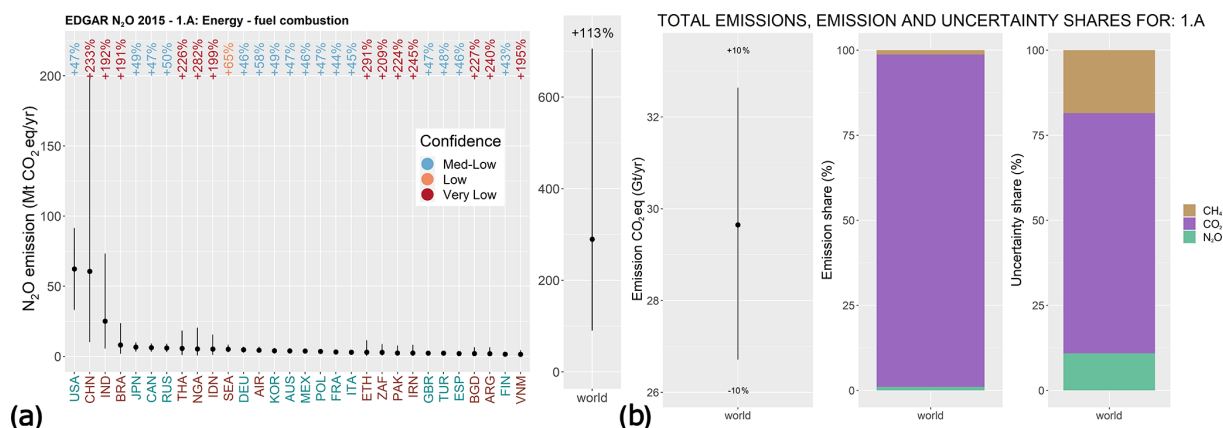 EDGAR N₂O 2015 - 1.A: Energy - fuel combustion
+47%
+233%
+192%
+191%
+49%
+47%
+50%
+226%
+282%
+199%
+65%
+46%
+58%
+49%
+47%
+46%
+47%
+44%
+45%
+291%
+209%
+224%
+245%
+47%
+48%
+46%
+227%
+240%
+43%
+195%
N₂O emission (Mt CO₂ eq/yr)
200
150
100
50
0
Confidence
Med-Low
Low
Very Low
USA
CHN
IND
BRA
JPN
CAN
RUS
THA
NGA
IDN
SEA
DEU
AIR
KOR
AUS
MEX
POL
FRA
ITA
ETH
ZAF
PAK
IRN
GBR
TUR
ESP
BGD
ARG
FIN
VNM
(a)
+113%
600
400
200
0
world
TOTAL EMISSIONS, EMISSION AND UNCERTAINTY SHARES FOR: 1.A
Emission CO₂eq (Gt/yr)
32
30
28
26
+10%
-10%
world
(b)
Emission share (%)
100
75
50
25
0
world
Uncertainty share (%)
100
75
50
25
0
world
CH₄
CO₂
N₂O